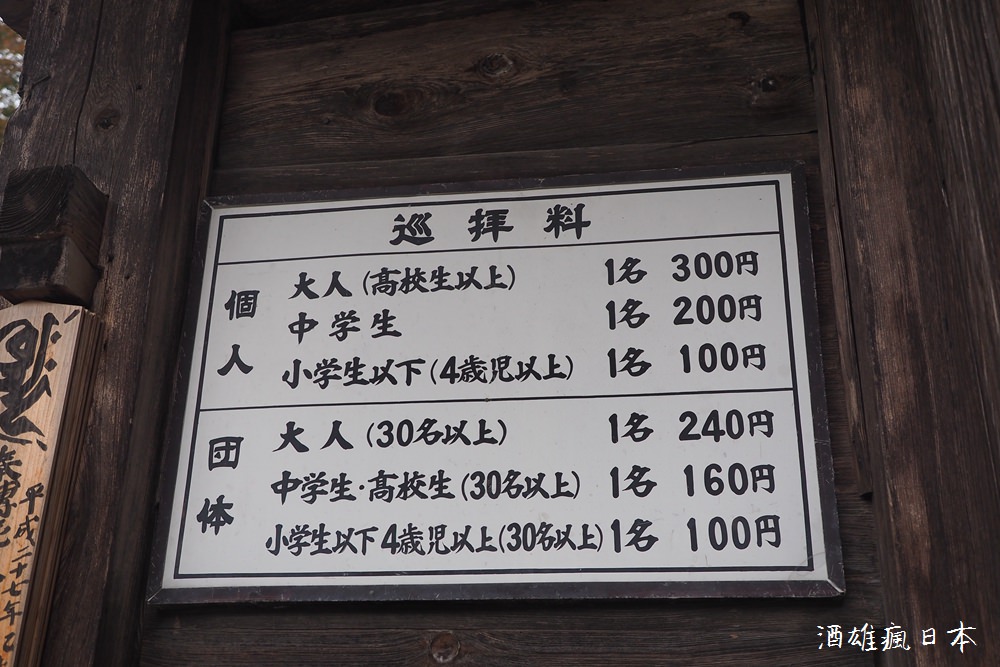 巡拝料
個人
大人(高校生以上) 1名 300円
中学生 1名 200円
小学生以下(4歳児以上) 1名 100円
団体
大人(30名以上) 1名 240円
中学生・高校生(30名以上) 1名 160円
小学生以下4歳児以上(30名以上) 1名 100円
平成二十七年乙
酒雄瘋日本